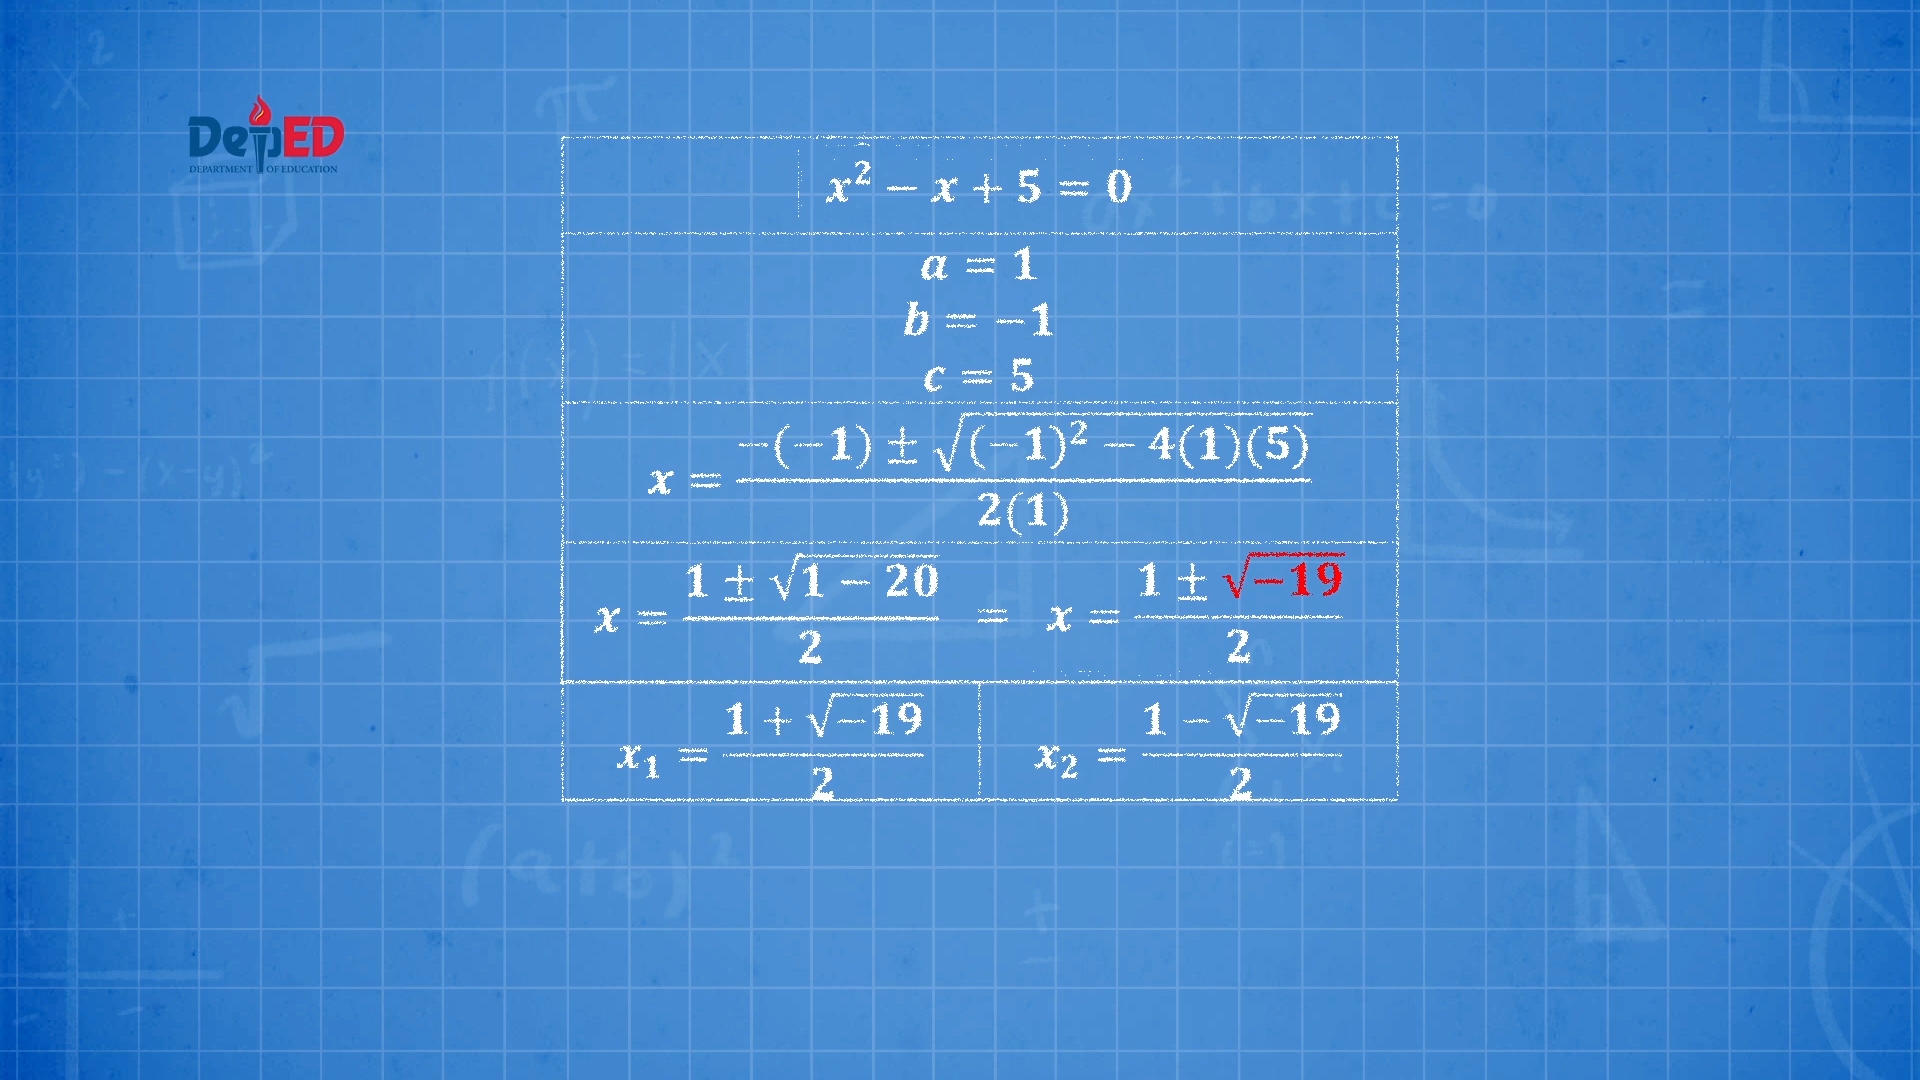 DepED
DEPARTMENT OF EDUCATION
x² − x + 5 = 0
a = 1
b = −1
c = 5
x = (−(−1) ± √((−1)² − 4(1)(5))) / 2(1)
x = (1 ± √(1 − 20)) / 2 = x = (1 ± √(−19)) / 2
x₁ = (1 + √(−19)) / 2
x₂ = (1 − √(−19)) / 2